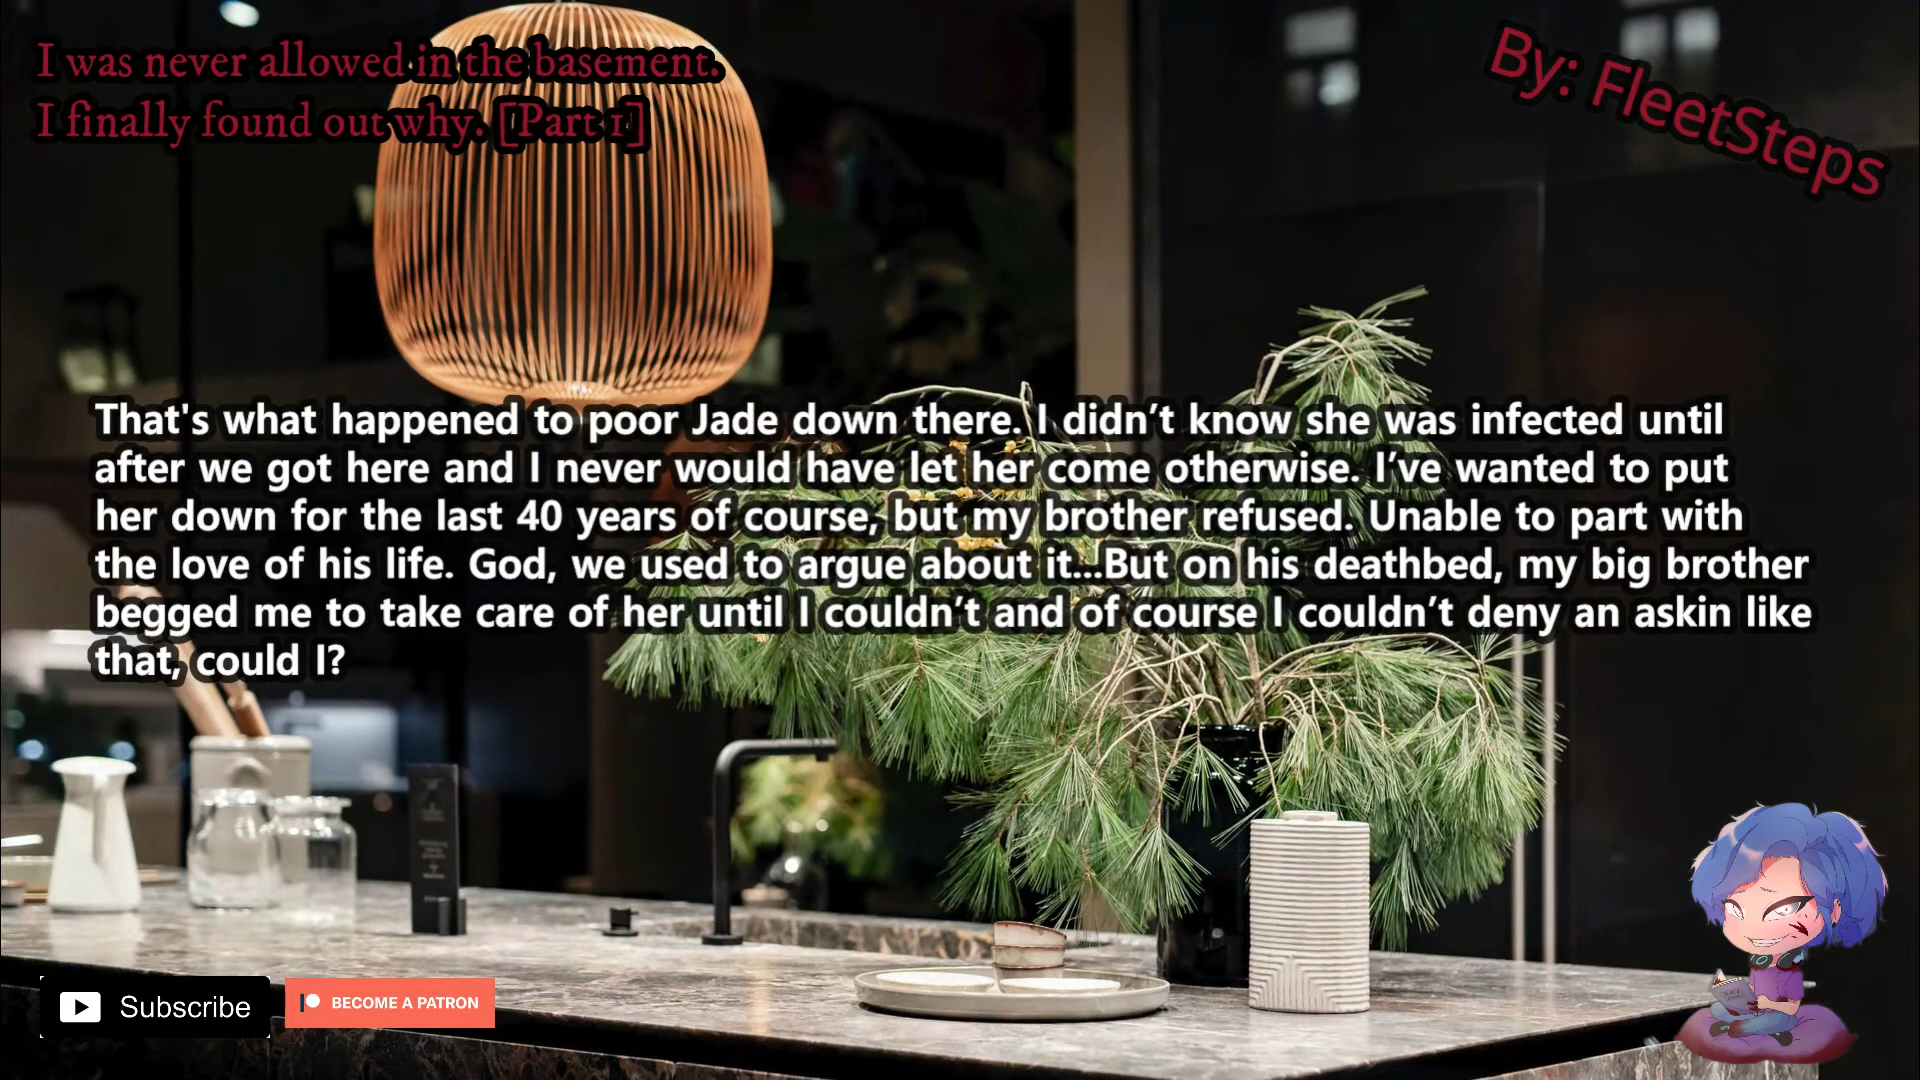 I was never allowed in the basement.
I finally found out why. [Part 1]
By: FleetSteps
That's what happened to poor Jade down there. I didn’t know she was infected until
after we got here and I never would have let her come otherwise. I’ve wanted to put
her down for the last 40 years of course, but my brother refused. Unable to part with
the love of his life. God, we used to argue about it...But on his deathbed, my big brother
begged me to take care of her until I couldn’t and of course I couldn’t deny an askin like
that, could I?
Subscribe
BECOME A PATRON